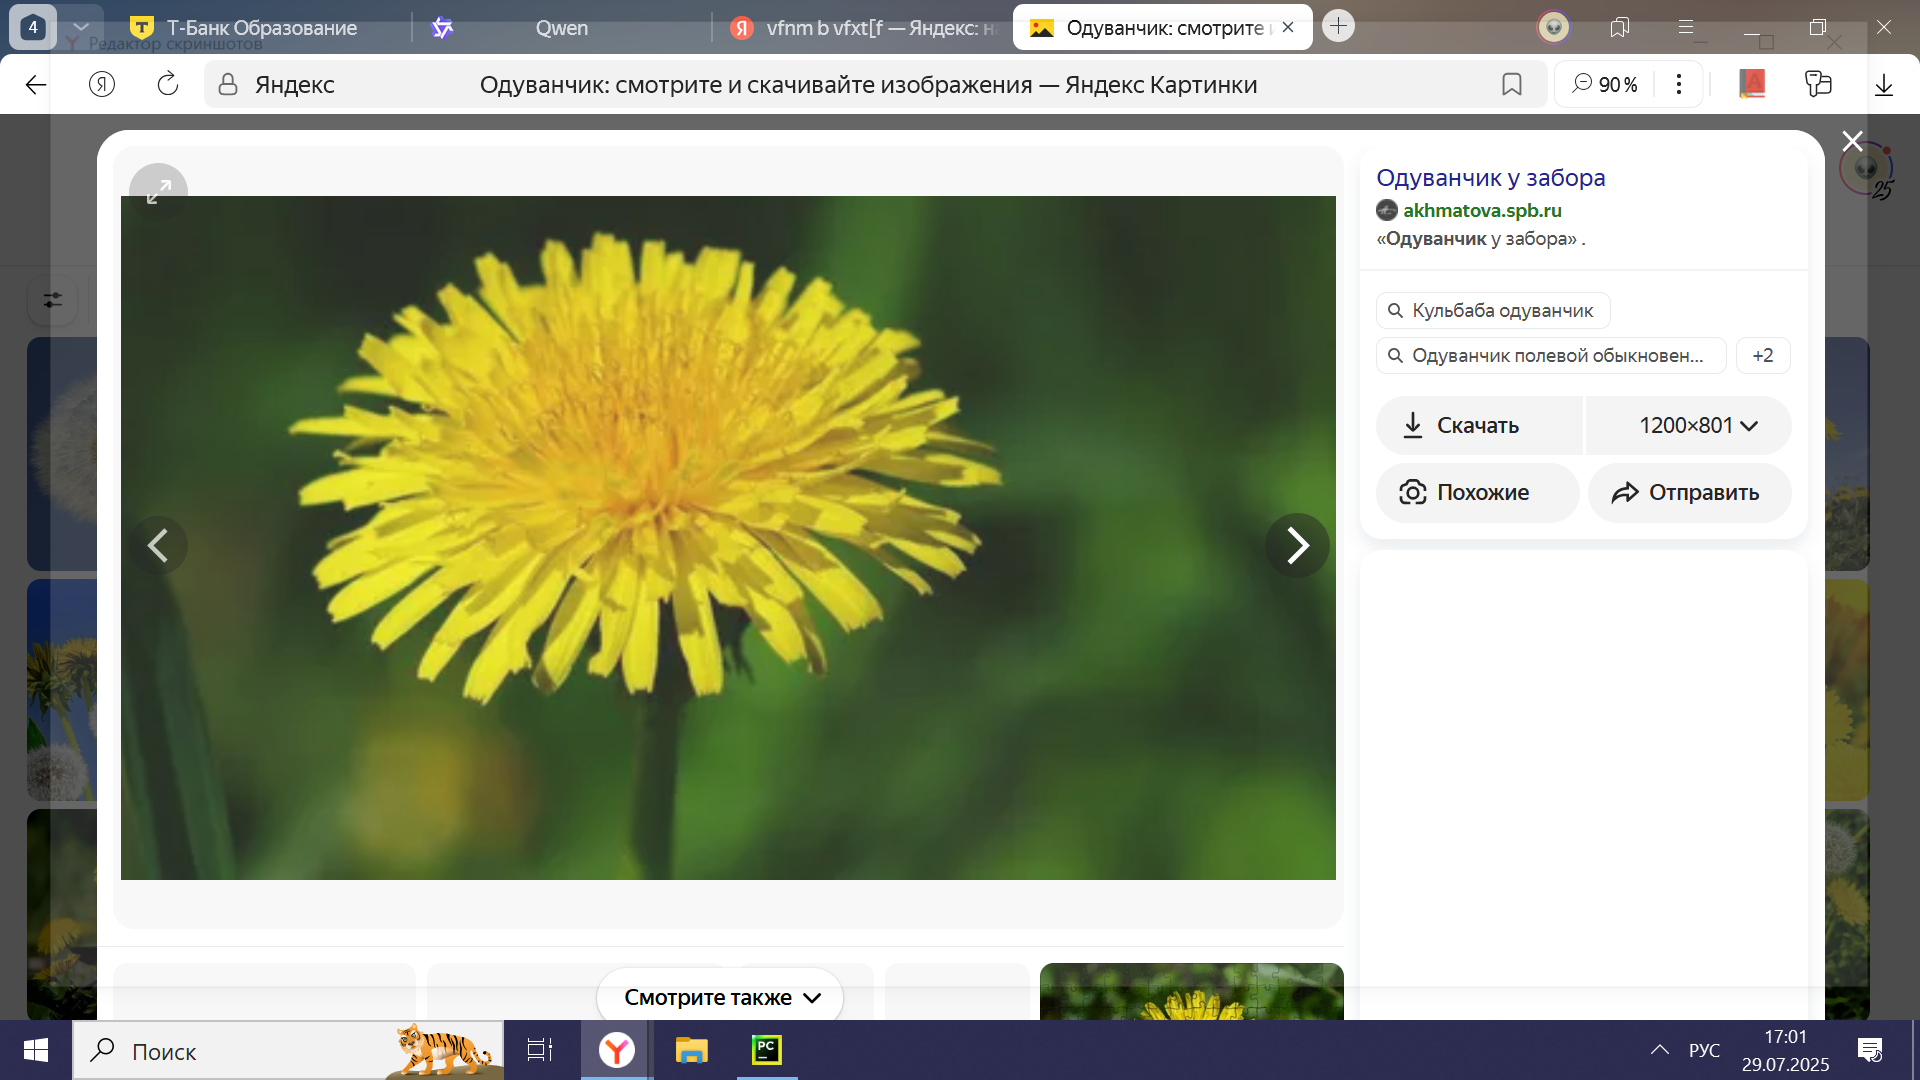 4
Т-Банк Образование
Qwen
vfnm b vfxt[f — Яндекс: н
Одуванчик: смотрите и
Редактор скриншотов
Яндекс
Одуванчик: смотрите и скачивайте изображения — Яндекс Картинки
90 %
25
Одуванчик у забора
akhmatova.spb.ru
«Одуванчик у забора» .
Кульбаба одуванчик
Одуванчик полевой обыкновен...
+2
Скачать
1200×801
Похожие
Отправить
Смотрите также
Поиск
PC
РУС
17:01
29.07.2025